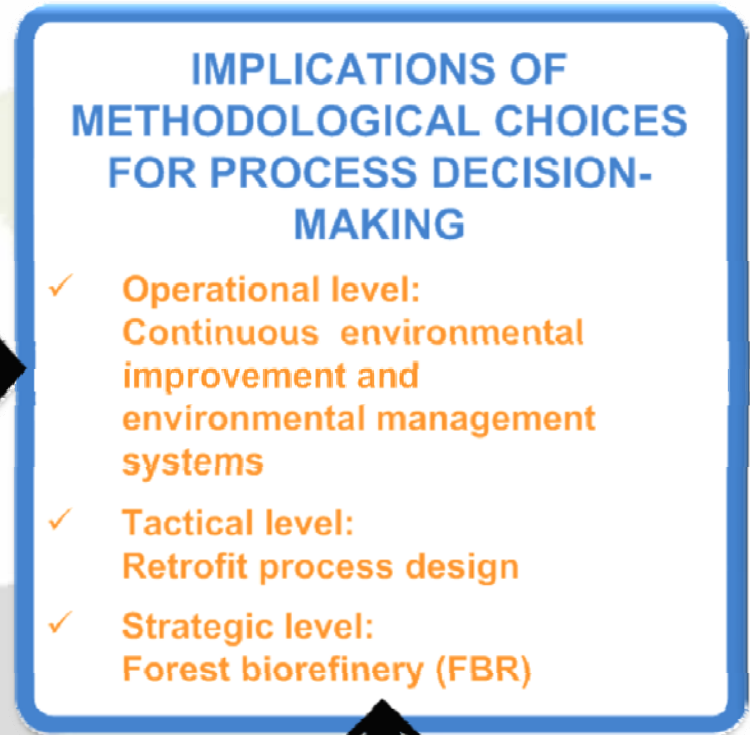 IMPLICATIONS OF
METHODOLOGICAL CHOICES
FOR PROCESS DECISION-
MAKING
✓ Operational level:
Continuous environmental
improvement and
environmental management
systems
✓ Tactical level:
Retrofit process design
✓ Strategic level:
Forest biorefinery (FBR)